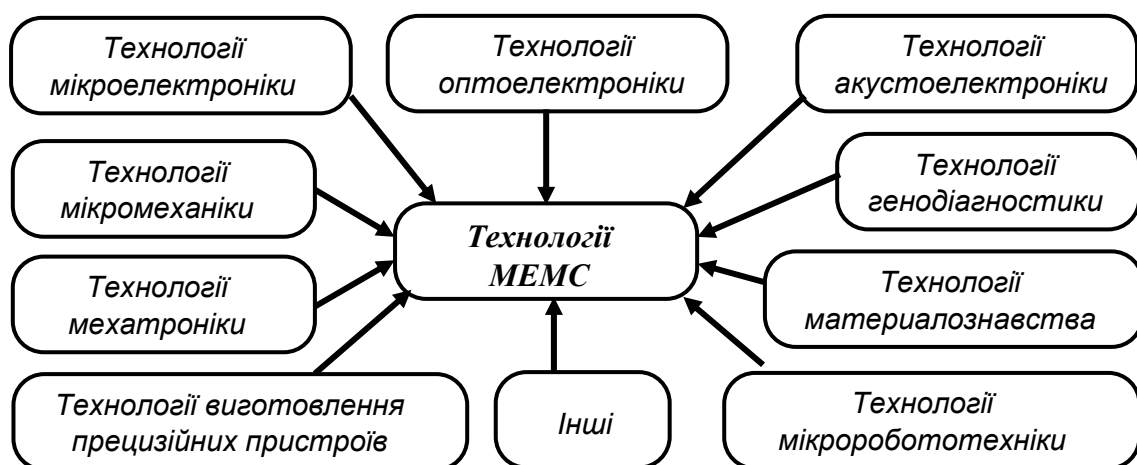 Технології
мікроелектроніки
Технології
оптоелектроніки
Технології
акустоелектроніки
Технології
мікромеханіки
Технології
генодіагностики
Технології
МЕМС
Технології
мехатроніки
Технології
материалознавства
Технології виготовлення
прецизійних пристроїв
Інші
Технології
мікроробототехніки